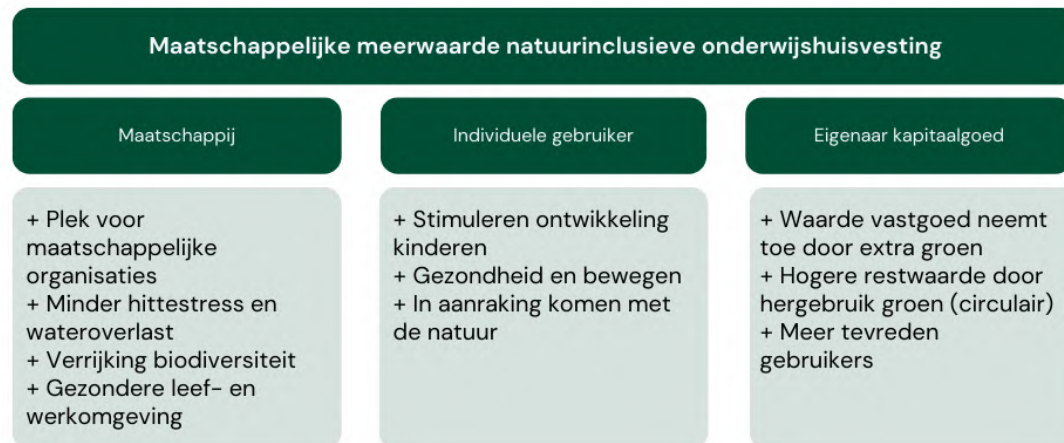 Maatschappelijke meerwaarde natuurinclusieve onderwijshuisvesting
Maatschappij
+ Plek voor
maatschappelijke
organisaties
+ Minder hittestress en
wateroverlast
+ Verrijking biodiversiteit
+ Gezondere leef- en
werkomgeving
Individuele gebruiker
+ Stimuleren ontwikkeling
kinderen
+ Gezondheid en bewegen
+ In aanraking komen met
de natuur
Eigenaar kapitaalgoed
+ Waarde vastgoed neemt
toe door extra groen
+ Hogere restwaarde door
hergebruik groen (circulair)
+ Meer tevreden
gebruikers